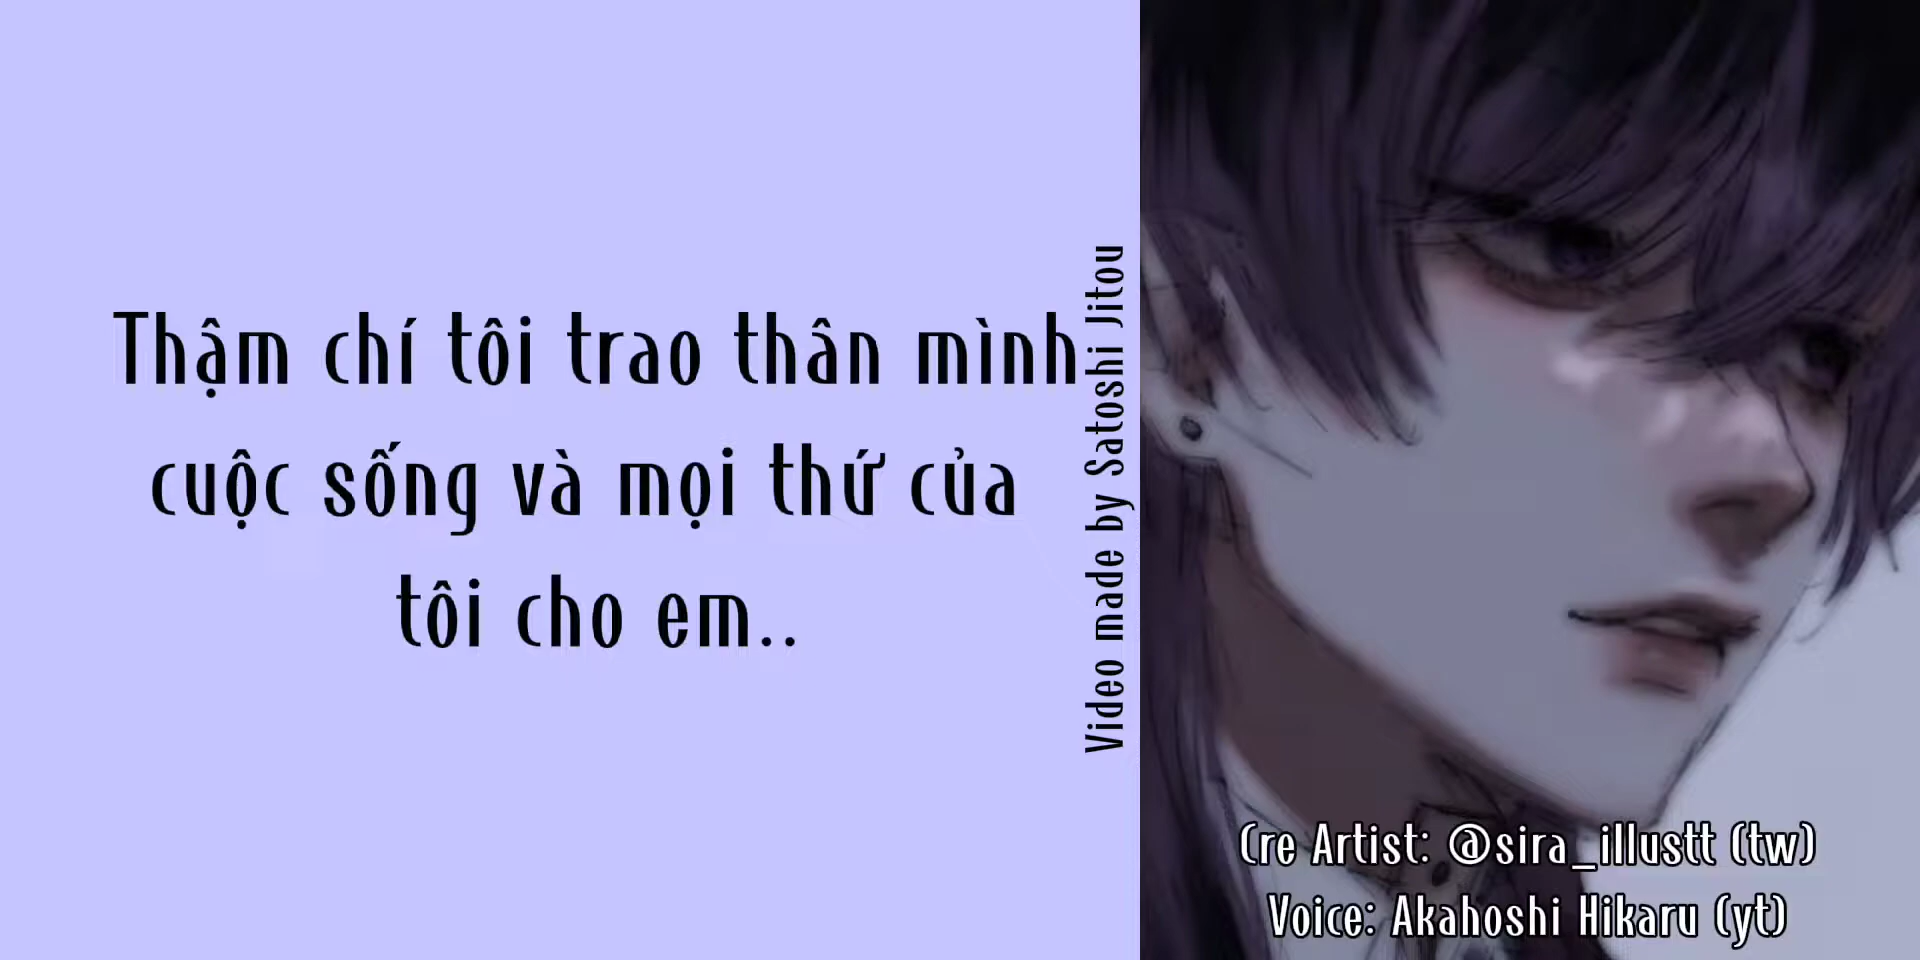 Thậm chí tôi trao thân mình
cuộc sống và mọi thứ của
tôi cho em..
Video made by Satoshi Jitou
(re Artist: @sira_illustt (tw)
Voice: Akahoshi Hikaru (yt)